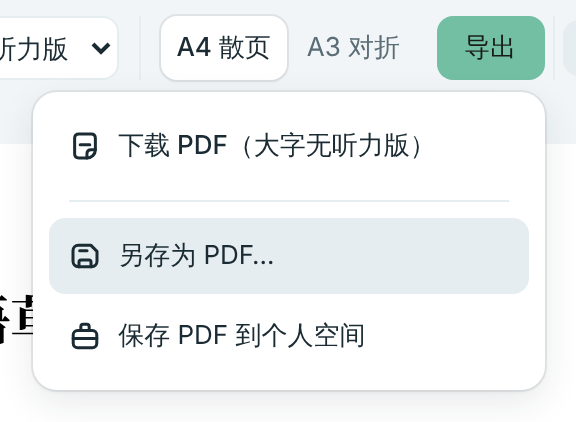 听力版
A4 散页
A3 对折
导出
下载 PDF（大字无听力版）
另存为 PDF...
保存 PDF 到个人空间